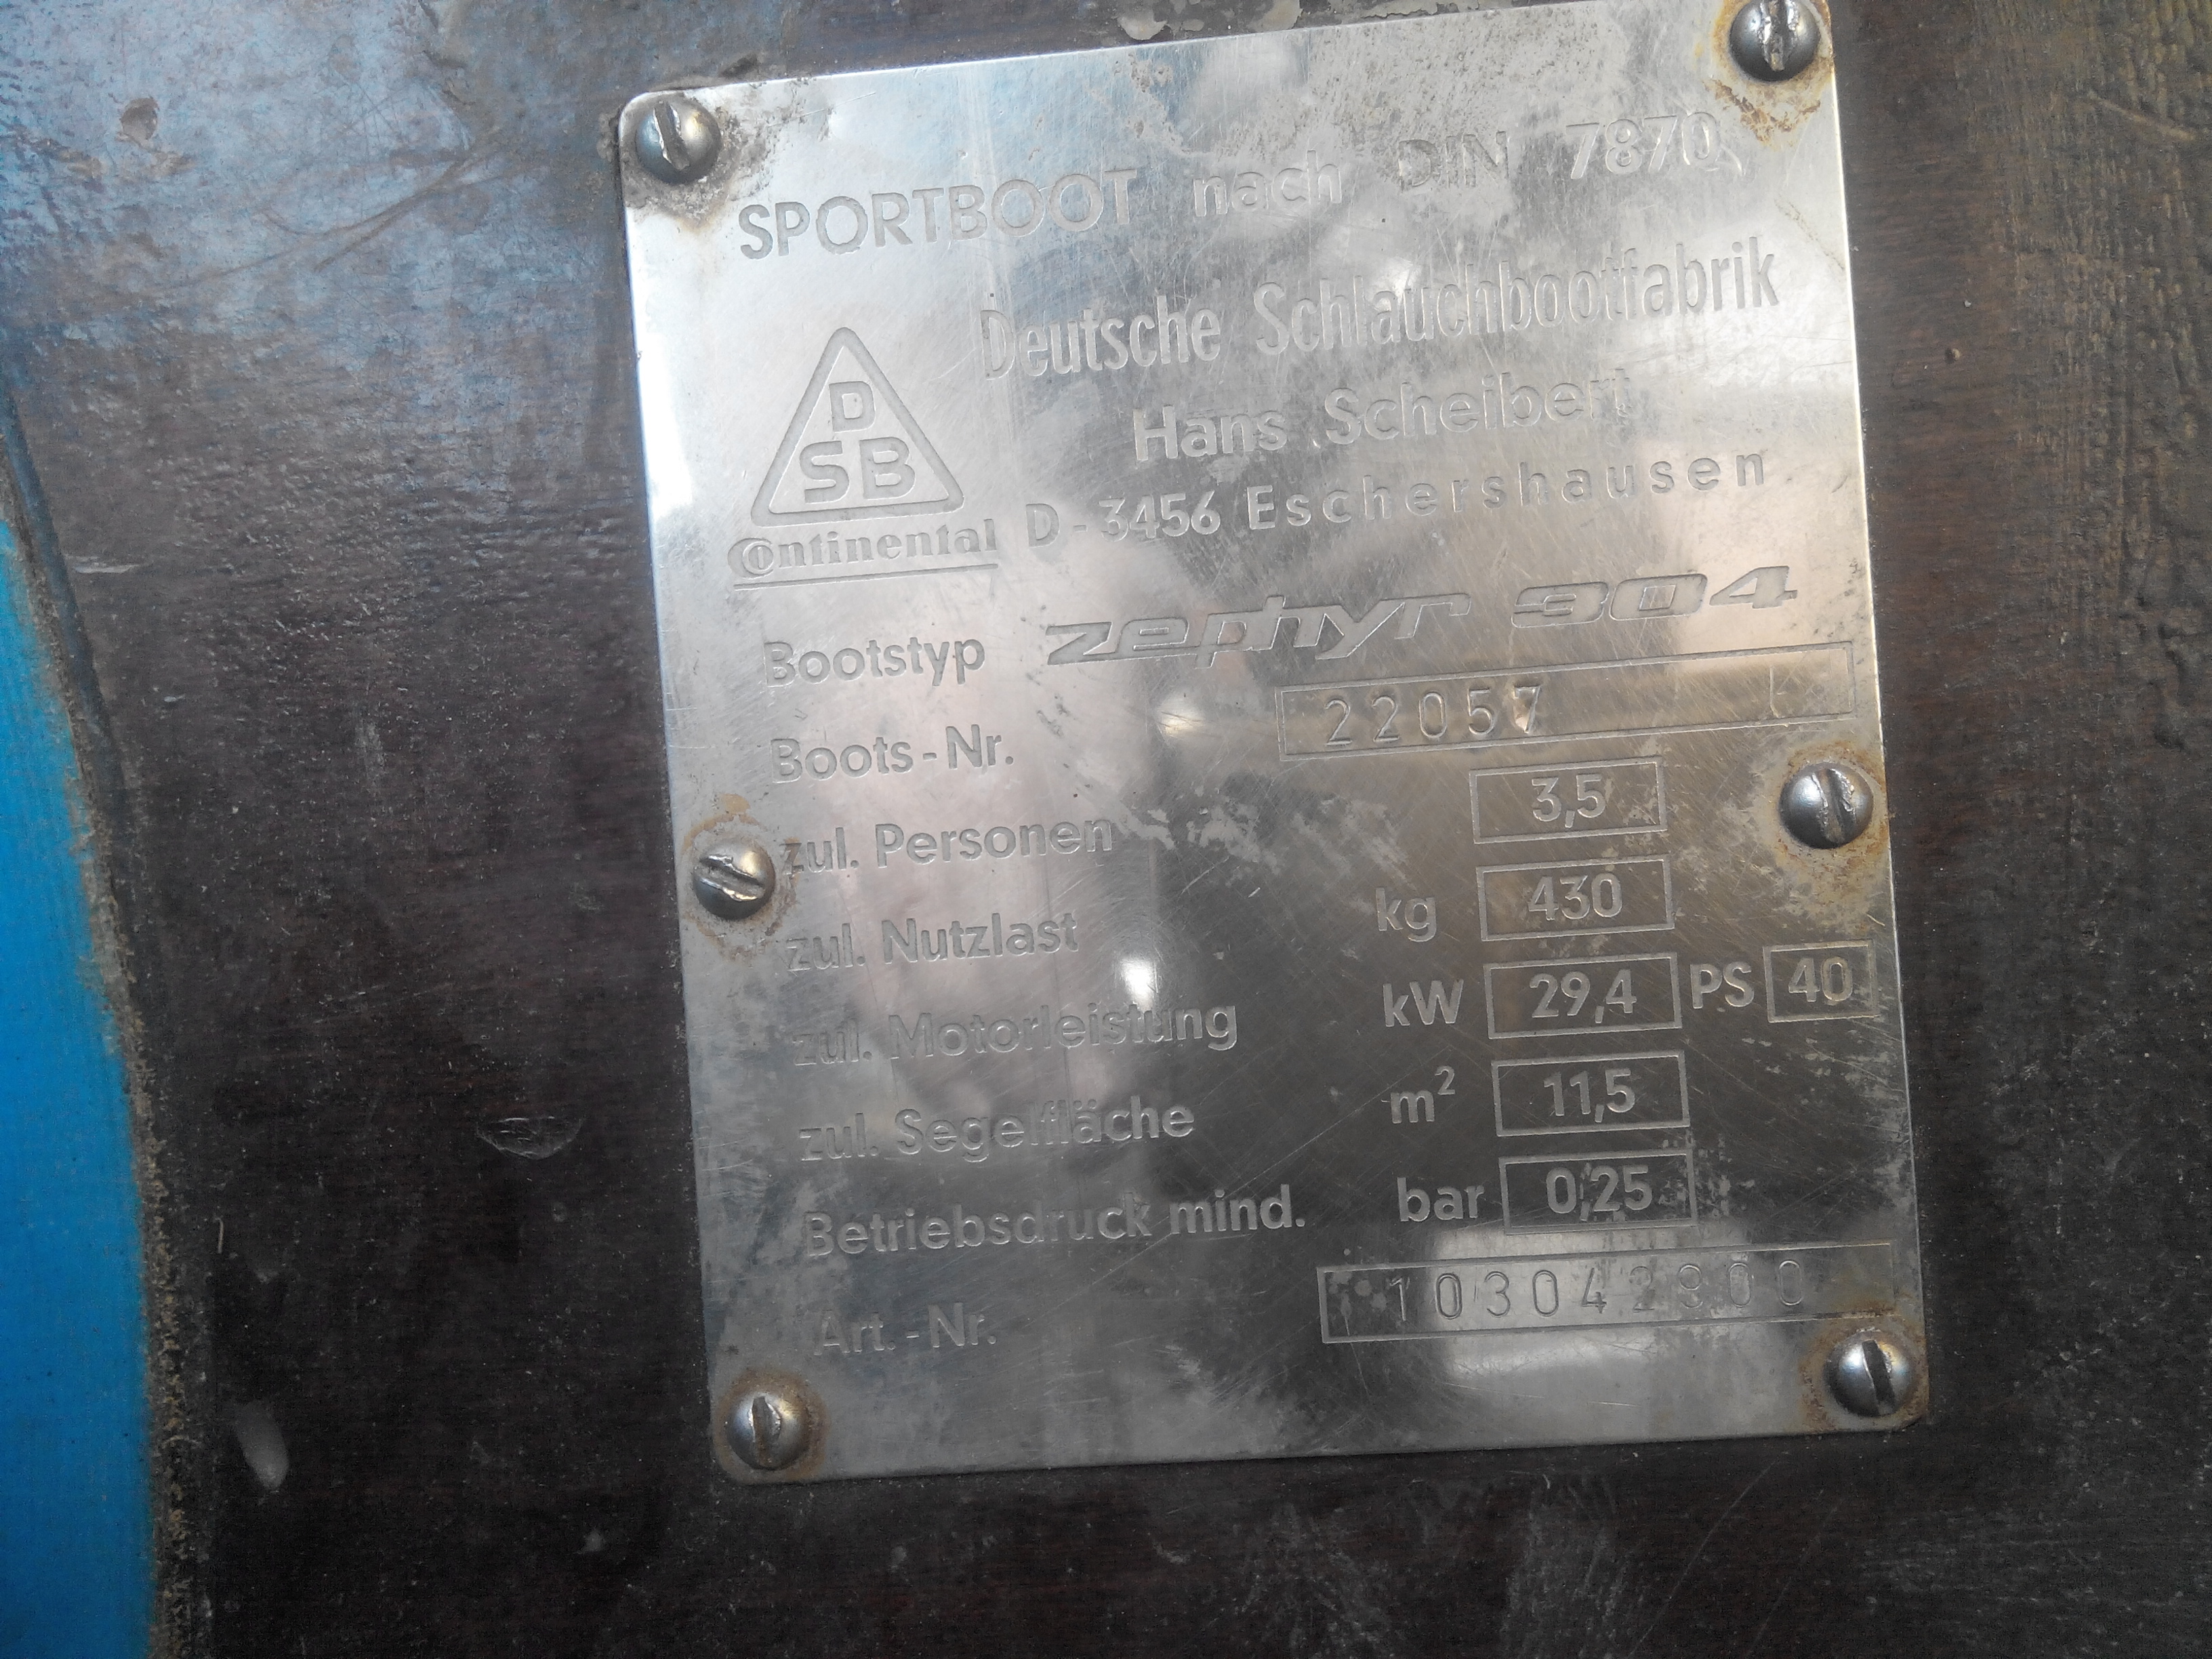 SPORTBOOT nach DIN 7870
Deutsche Schlauchbootfabrik
Hans Scheibert
D-3456 Eschershausen
D
SB
Continental
Bootstyp zephyr 304
Boots-Nr. 22057
zul. Personen 3,5
zul. Nutzlast kg 430
zul. Motorleistung kW 29,4 PS 40
zul. Segelfläche m² 11,5
Betriebsdruck mind. bar 0,25
Art.-Nr. 103042900